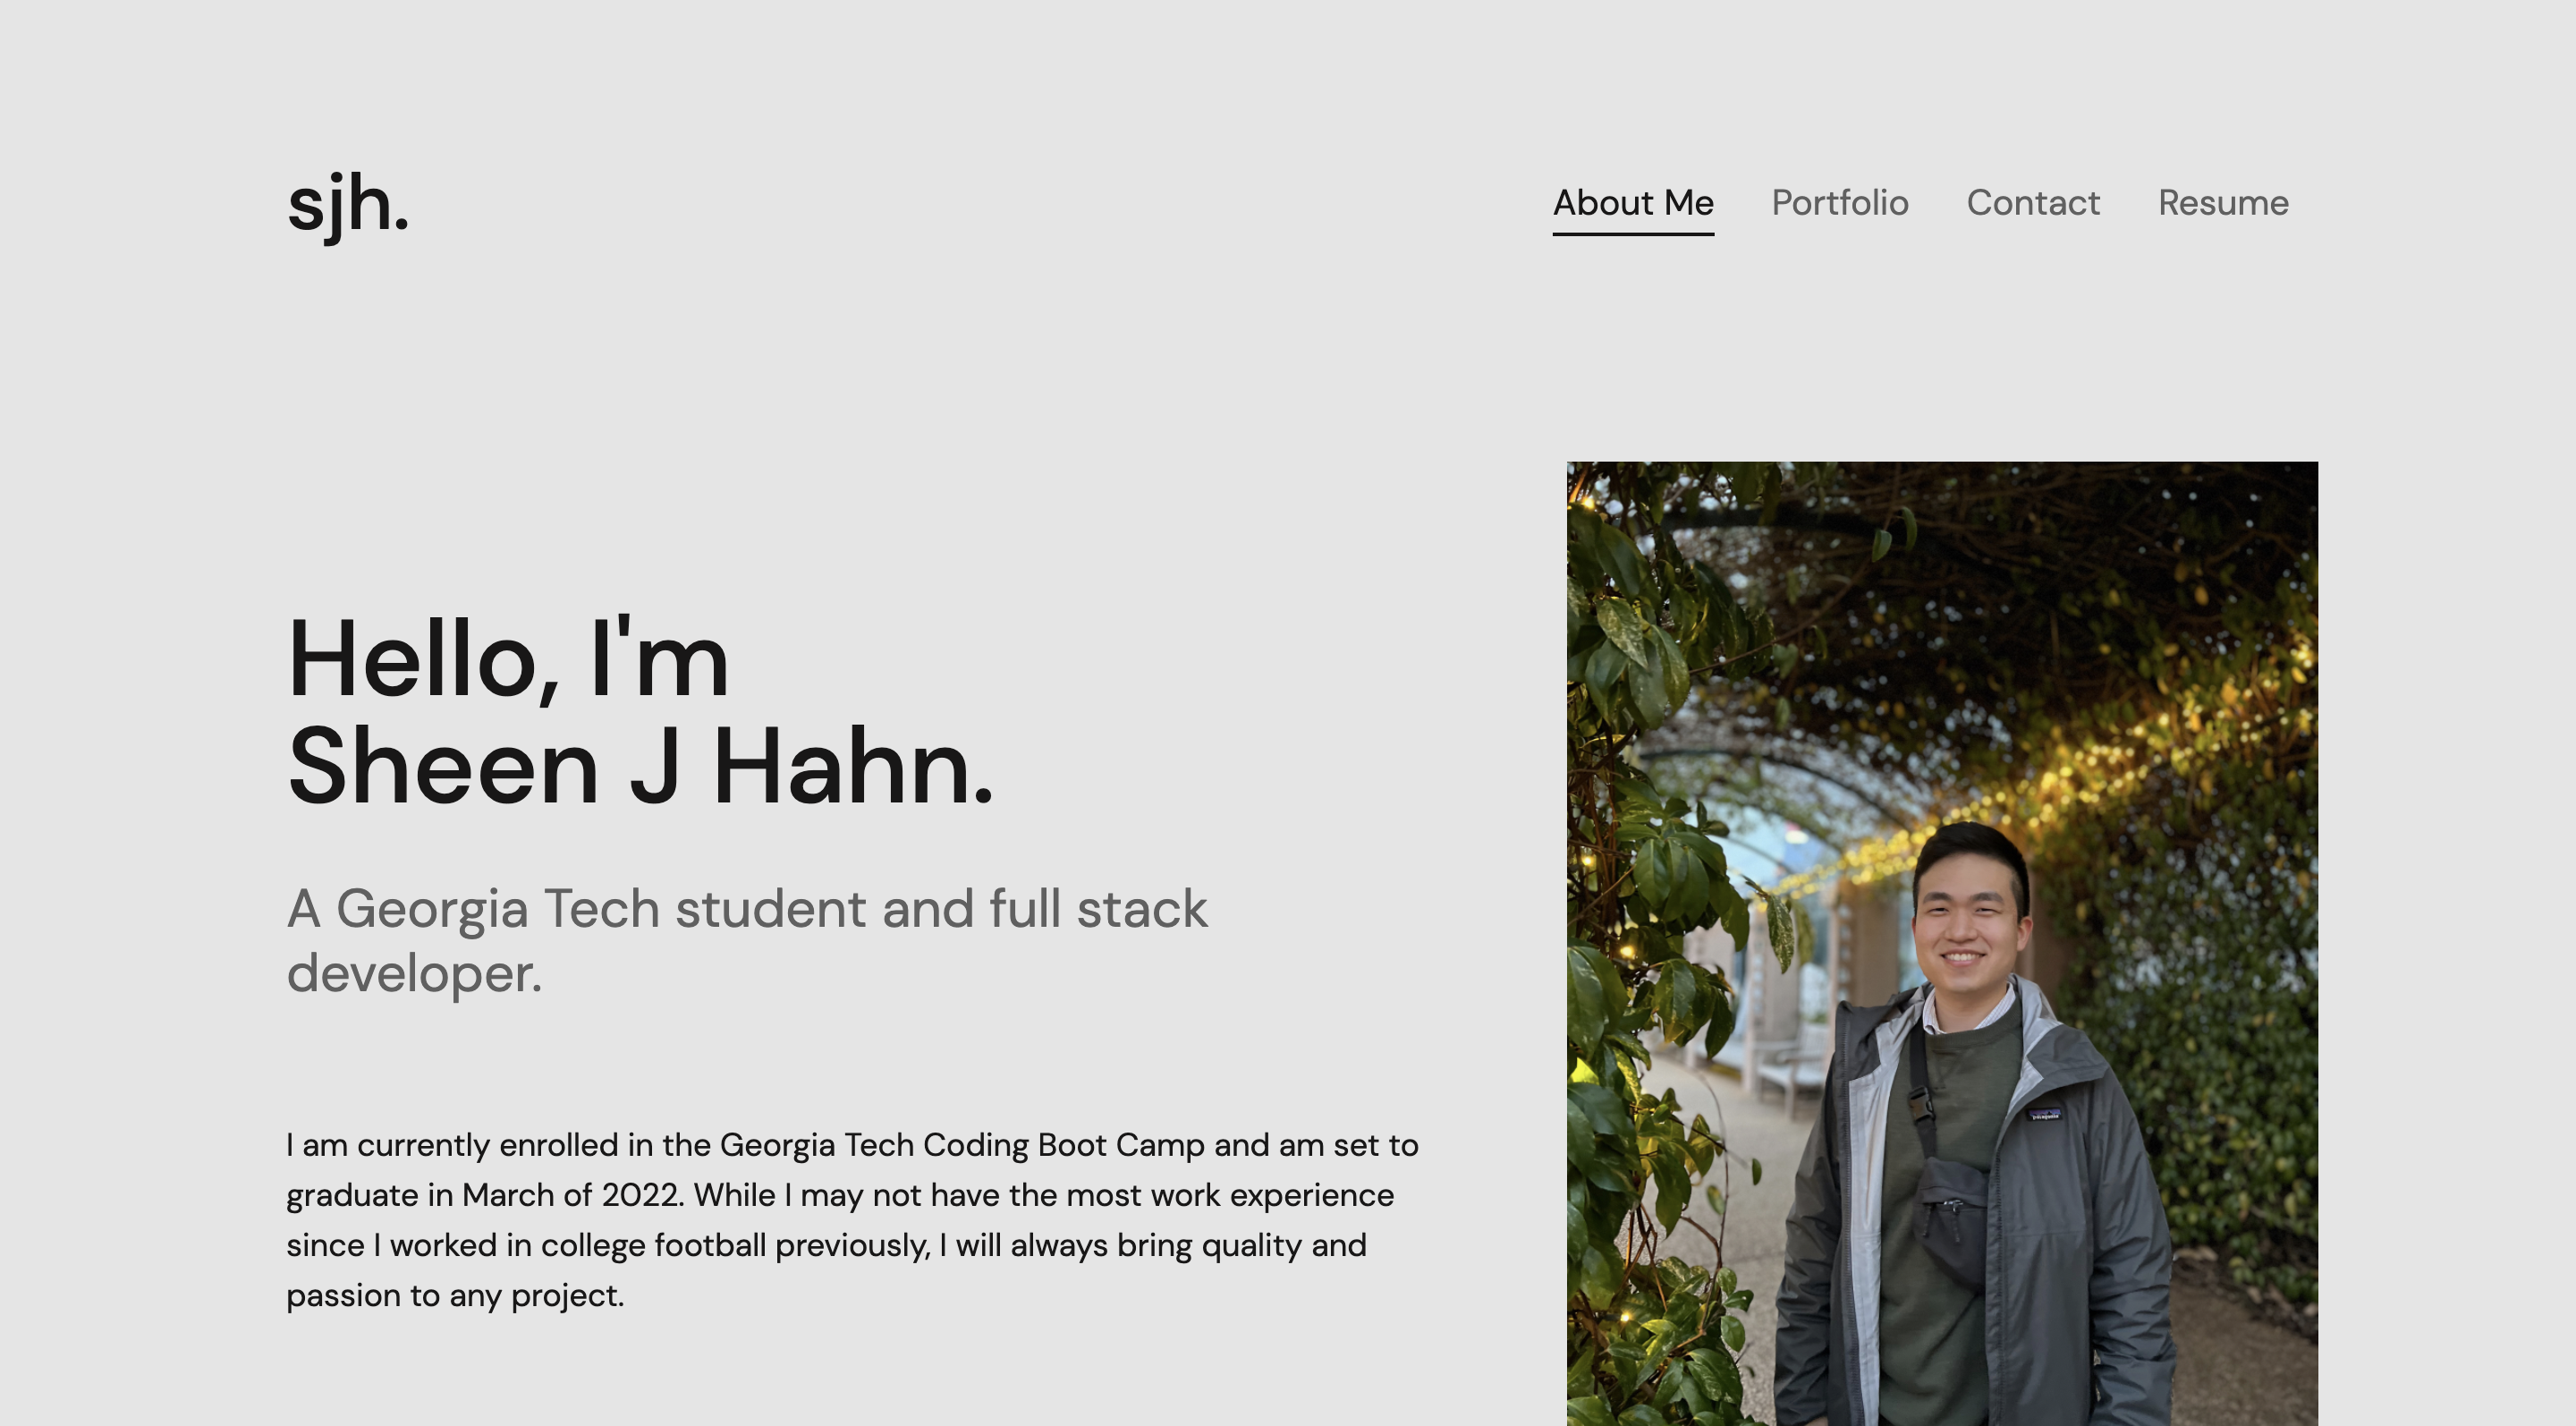 sjh.
About Me Portfolio Contact Resume
Hello, I'm
Sheen J Hahn.
A Georgia Tech student and full stack
developer.
I am currently enrolled in the Georgia Tech Coding Boot Camp and am set to
graduate in March of 2022. While I may not have the most work experience
since I worked in college football previously, I will always bring quality and
passion to any project.
patagonia